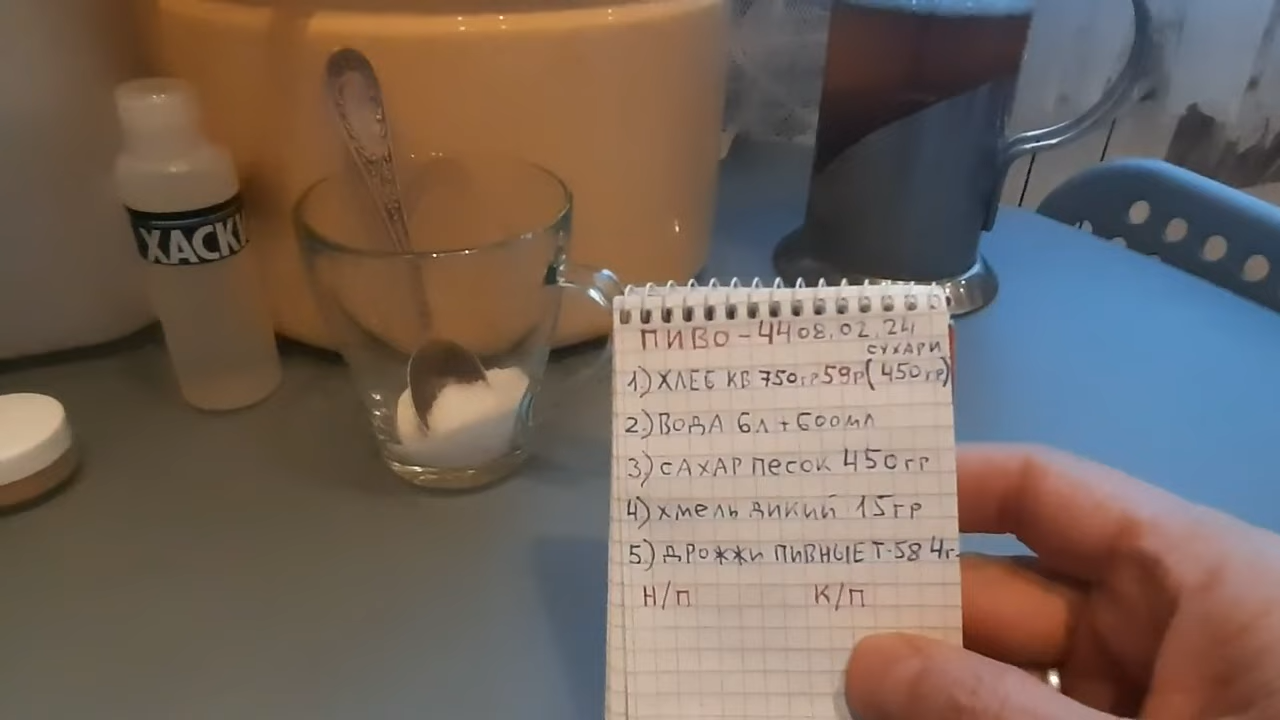 ХАСКИ
ПИВО-44 08.02.24
СУХАРИ
1.) ХЛЕБ КВ 750гр 59р (450гр)
2.) ВОДА 6л + 600мл
3.) САХАР ПЕСОК 450гр
4) ХМЕЛЬ ДИКИЙ 15гр
5.) ДРОЖЖИ ПИВНЫЕ Т-58 4г
Н/П К/П